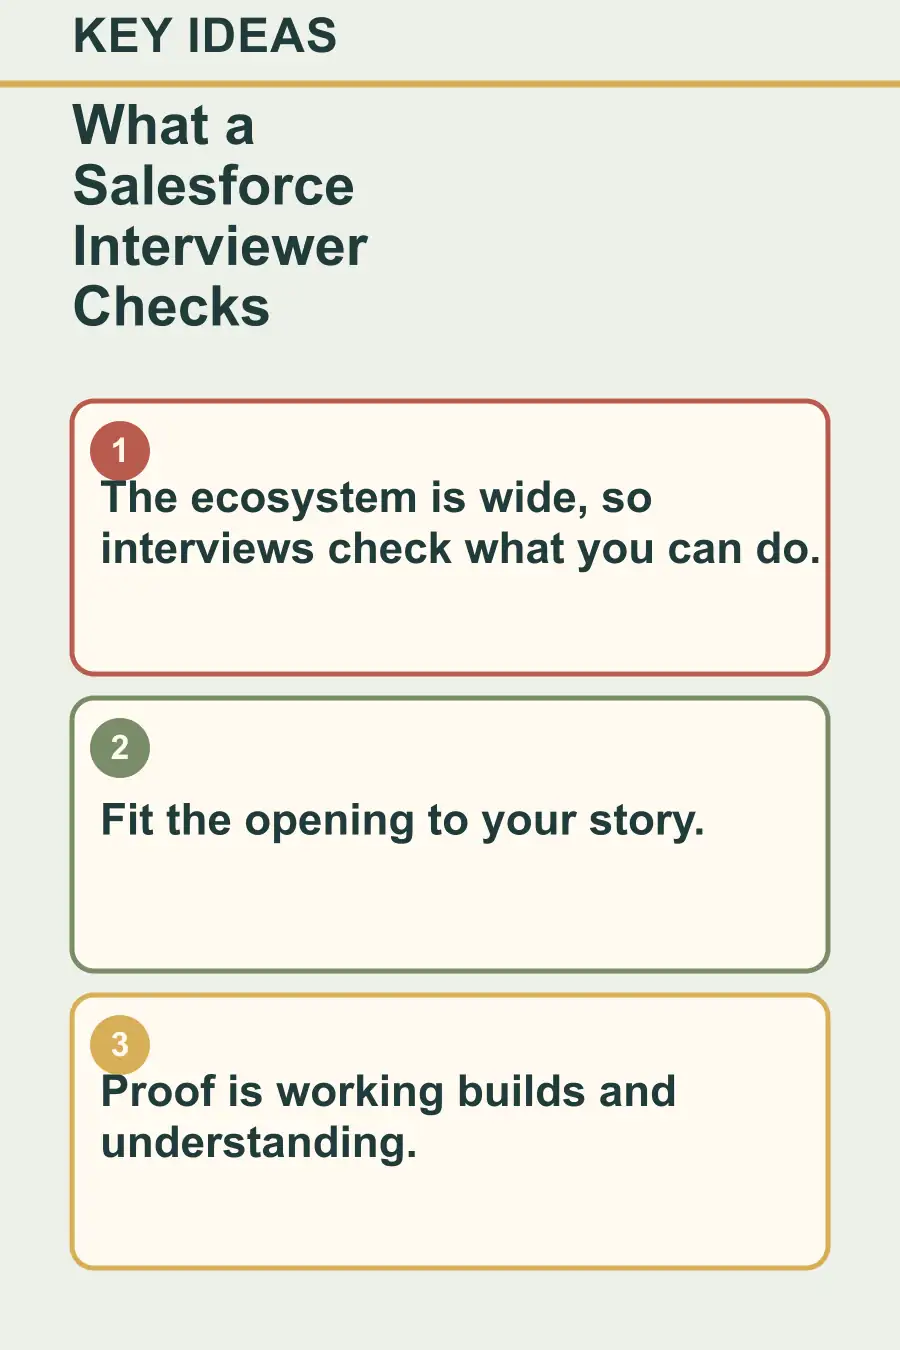 KEY IDEAS
What a
Salesforce
Interviewer
Checks
1
The ecosystem is wide, so
interviews check what you can do.
2
Fit the opening to your story.
3
Proof is working builds and
understanding.